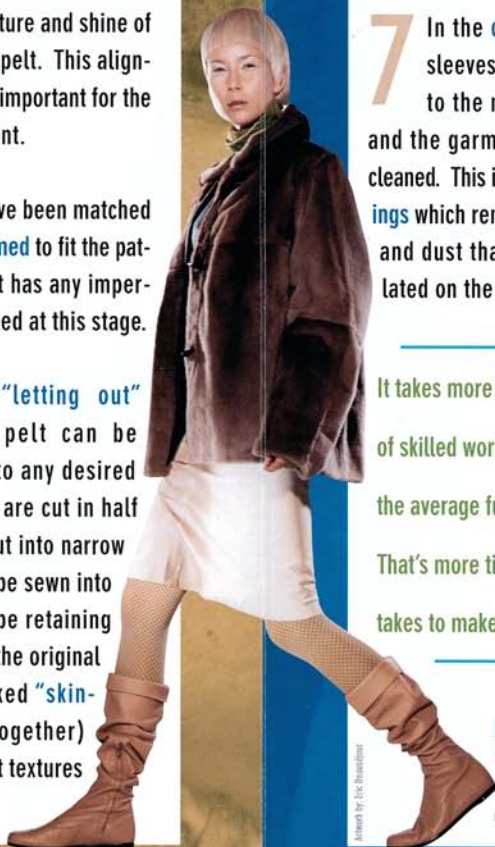 ture and shine of
pelt. This align-
important for the
nt.
ve been matched
med to fit the pat-
t has any imper-
ed at this stage.
"letting out"
pelt can be
to any desired
are cut in half
ut into narrow
be sewn into
be retaining
the original
ked "skin-
ogether)
t textures
7
In the
sleeves
to the
and the garm
cleaned. This i
ings which rem
and dust tha
lated on the
It takes more
of skilled wor
the average fu
That's more ti
takes to make
Artwork by: Eric Beauséjour